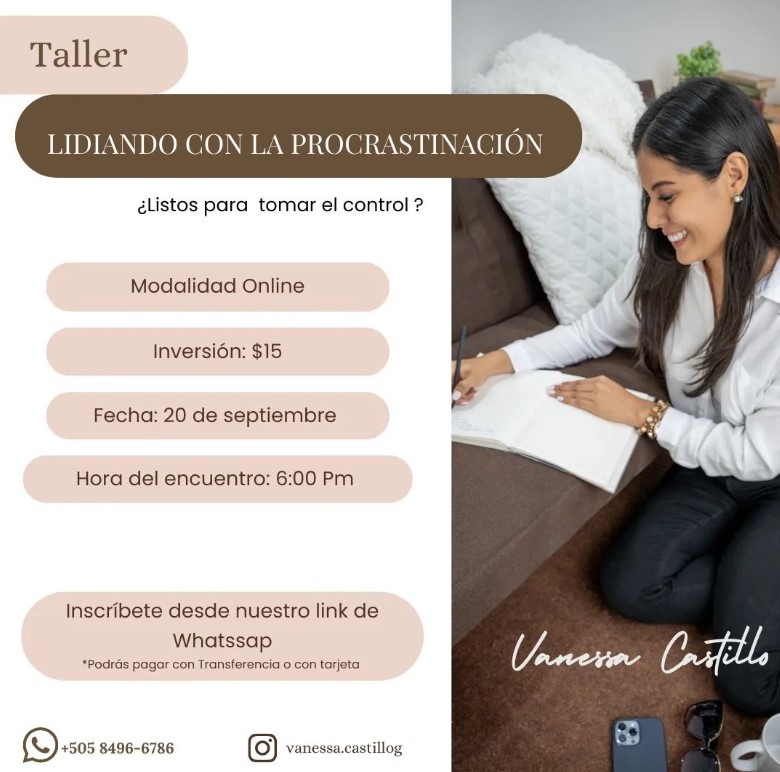 Taller
LIDIANDO CON LA PROCRASTINACIÓN
¿Listos para tomar el control ?
Modalidad Online
Inversión: $15
Fecha: 20 de septiembre
Hora del encuentro: 6:00 Pm
Inscríbete desde nuestro link de
Whatssap
*Podrás pagar con Transferencia o con tarjeta
Vanessa Castillo
+505 8496-6786
vanessa.castillog